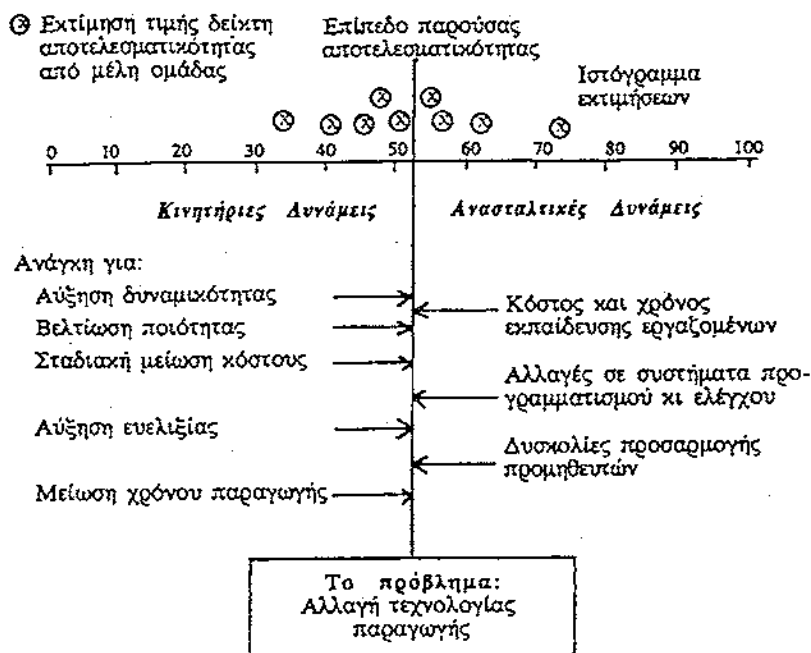 Εκτίμηση τιμής δείκτη
αποτελεσματικότητας
από μέλη ομάδας
Επίπεδο παρούσας
αποτελεσματικότητας
Ιστόγραμμα
εκτιμήσεων
0 10 20 30 40 50 60 70 80 90 100
Κινητήριες Δυνάμεις
Ανασταλτικές Δυνάμεις
Ανάγκη για:
Αύξηση δυναμικότητας
Βελτίωση ποιότητας
Σταδιακή μείωση κόστους
Αύξηση ευελιξίας
Μείωση χρόνου παραγωγής
Κόστος και χρόνος
εκπαίδευσης εργαζομένων
Αλλαγές σε συστήματα προ-
γραμματισμού κι ελέγχου
Δυσκολίες προσαρμογής
προμηθευτών
Το πρόβλημα:
Αλλαγή τεχνολογίας
παραγωγής